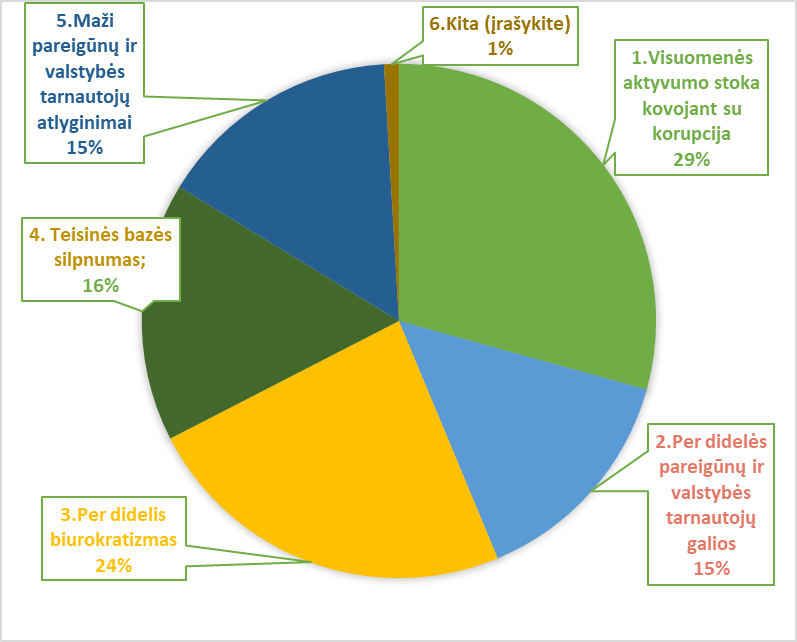 5.Maži
pareigūnų ir
valstybės
tarnautojų
atlyginimai
15%
6.Kita (įrašykite)
1%
1.Visuomenės
aktyvumo stoka
kovojant su
korupcija
29%
4. Teisinės bazės
silpnumas;
16%
2.Per didelės
pareigūnų ir
valstybės
tarnautojų
galios
15%
3.Per didelis
biurokratizmas
24%